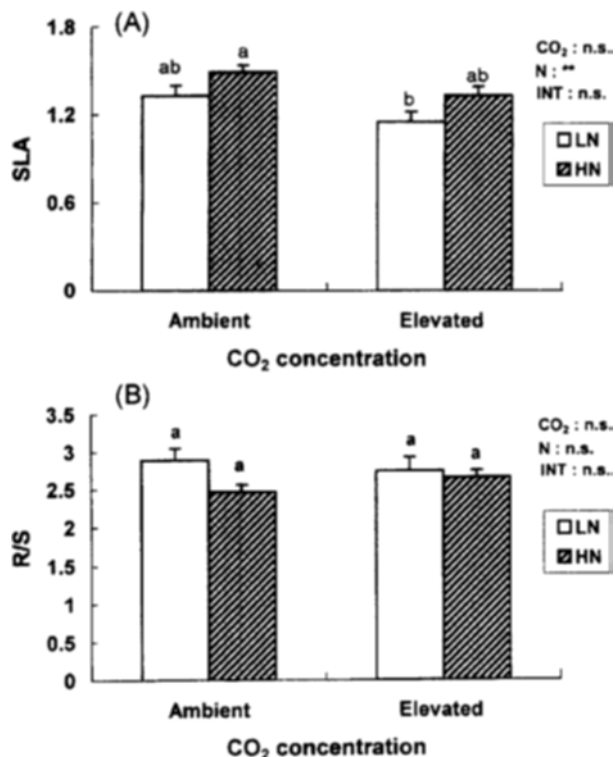 (A)
1.8
1.2
0.6
0
SLA
ab
a
b
ab
CO₂ : n.s..
N : **
INT : n.s.
LN
HN
Ambient
Elevated
CO₂ concentration
(B)
3.5
3
2.5
2
1.5
1
0.5
0
R/S
a
a
a
a
CO₂ : n.s..
N : n.s.
INT : n.s..
LN
HN
Ambient
Elevated
CO₂ concentration